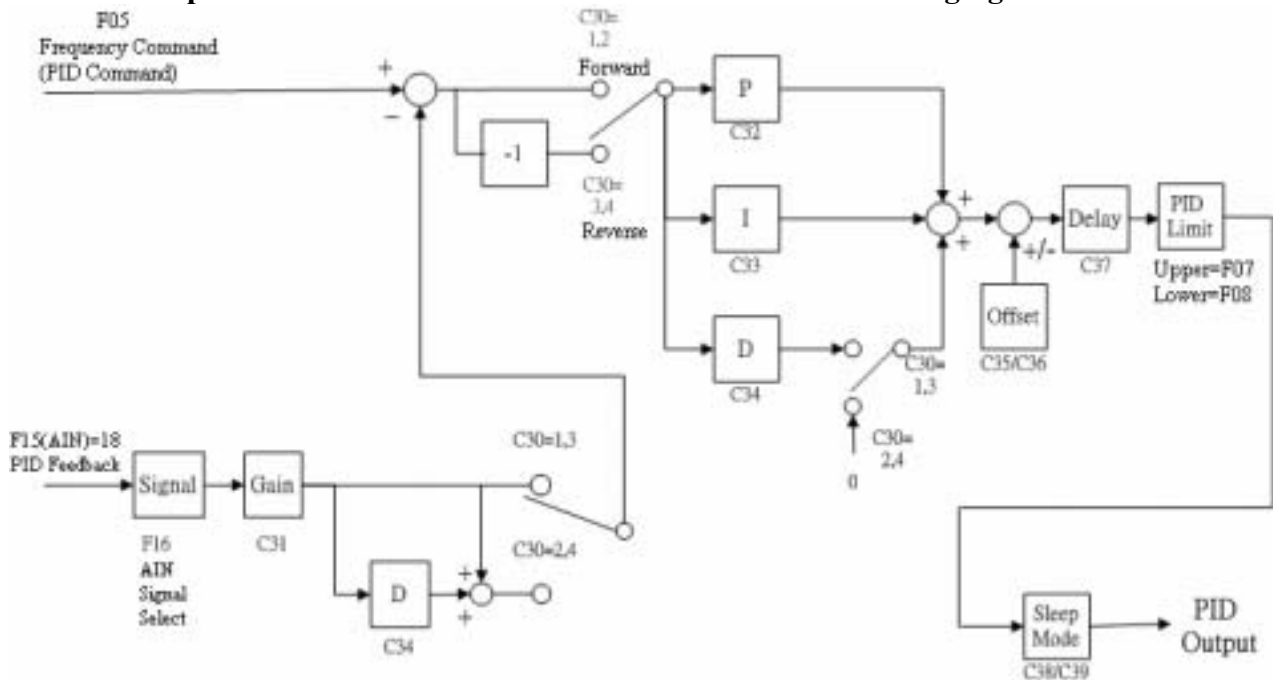 F05
Frequency Command
(PID Command)
+
−
-1
C30=
1,2
Forward
C30=
3,4
Reverse
P
C32
I
C33
D
C34
+
+
+/-
Offset
C35/C36
Delay
C37
PID
Limit
Upper=F07
Lower=F08
C30=
1,3
C30=
2,4
0
F15(AIN)=18
PID Feedback
Signal
F16
AIN
Signal
Select
Gain
C31
D
C34
+
+
C30=1,3
C30=2,4
Sleep
Mode
C38/C39
PID
Output